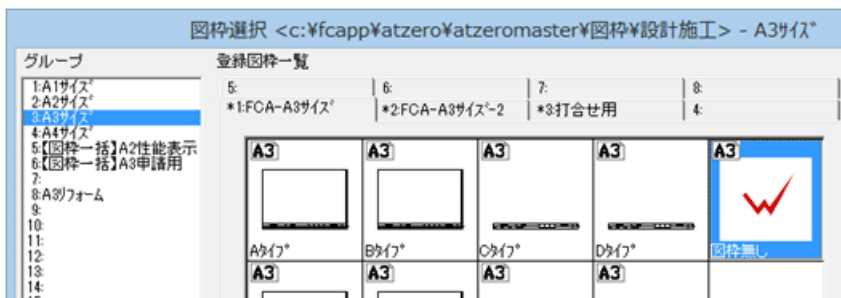 図枠選択 <c:¥fcapp¥atzero¥atzeromaster¥図枠¥設計施工> - A3ｻｲｽﾞ
グループ
登録図枠一覧
1:A1ｻｲｽﾞ
2:A2ｻｲｽﾞ
3:A3ｻｲｽﾞ
4:A4ｻｲｽﾞ
5:【図枠一括】A2性能表示
6:【図枠一括】A3申請用
7:
8:A3ﾘﾌｫｰﾑ
9:
10:
11:
12:
13:
14:
5: 6: 7: 8:
*1:FCA-A3ｻｲｽﾞ *2:FCA-A3ｻｲｽﾞ-2 *3:打合せ用 4:
A3 A3 A3 A3 A3
Aﾀｲﾌﾟ Bﾀｲﾌﾟ Cﾀｲﾌﾟ Dﾀｲﾌﾟ 図枠無し
A3 A3 A3 A3